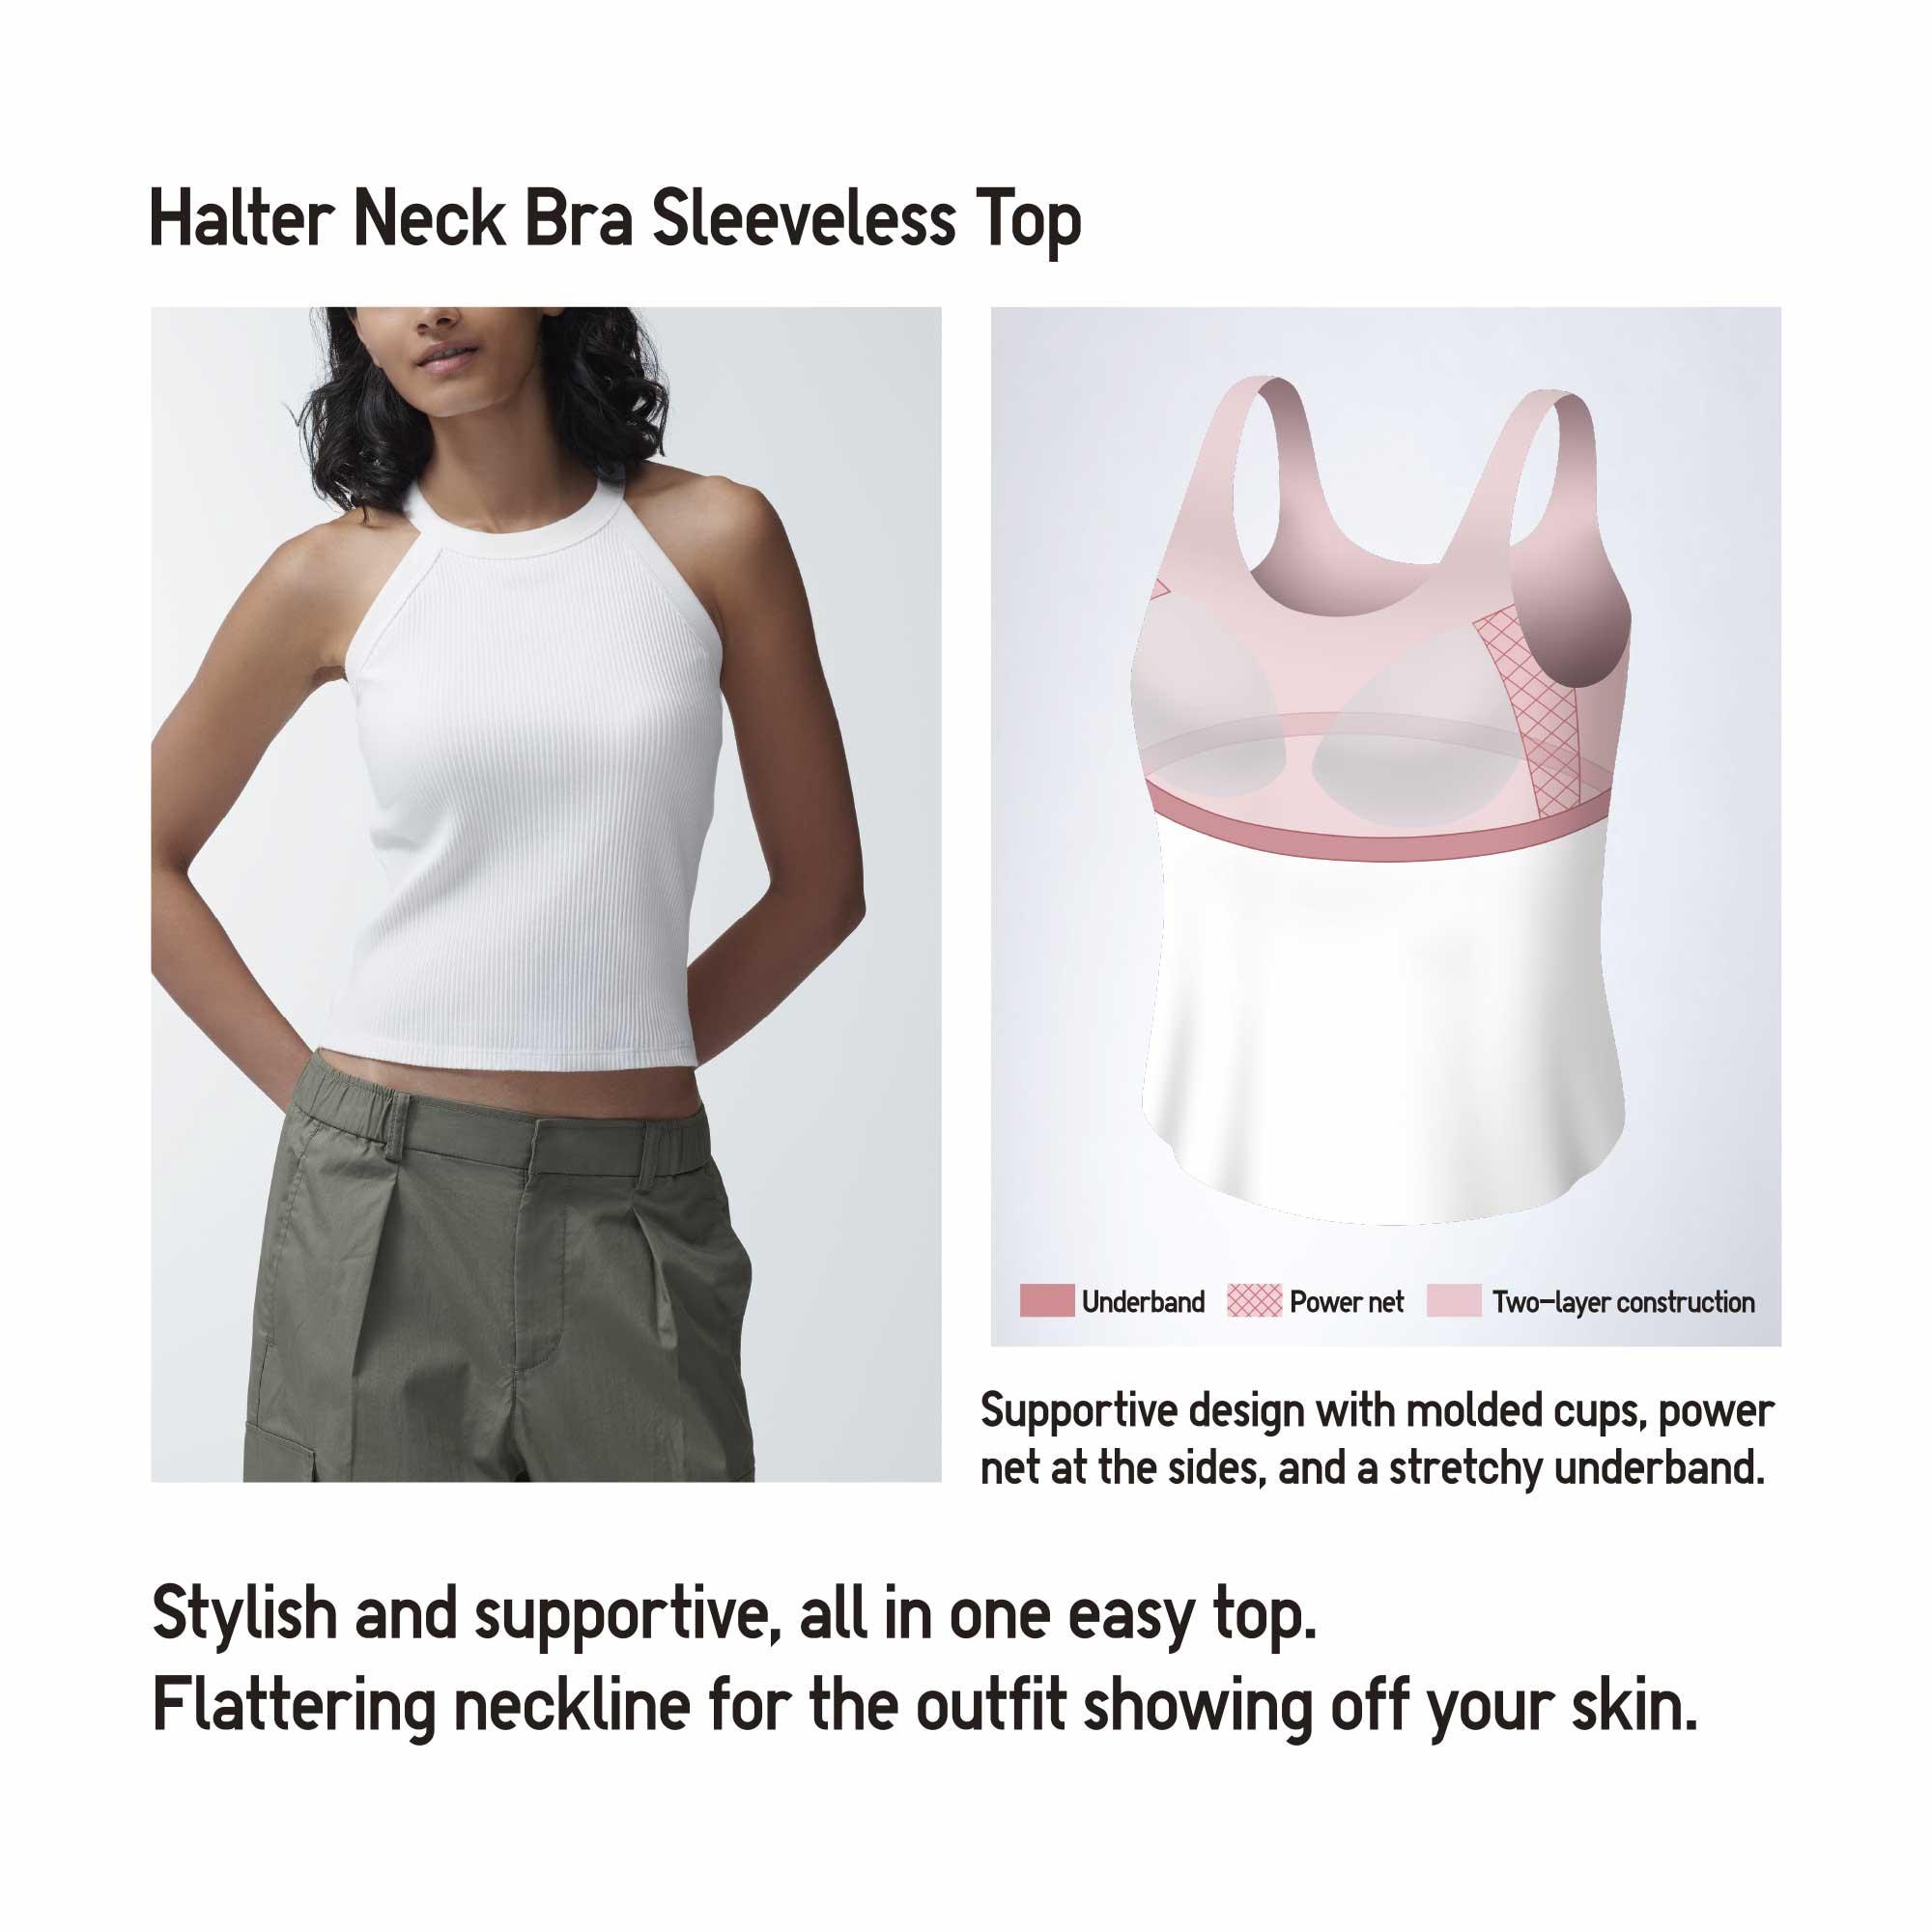 Halter Neck Bra Sleeveless Top
Underband
Power net
Two-layer construction
Supportive design with molded cups, power
net at the sides, and a stretchy underband.
Stylish and supportive, all in one easy top.
Flattering neckline for the outfit showing off your skin.